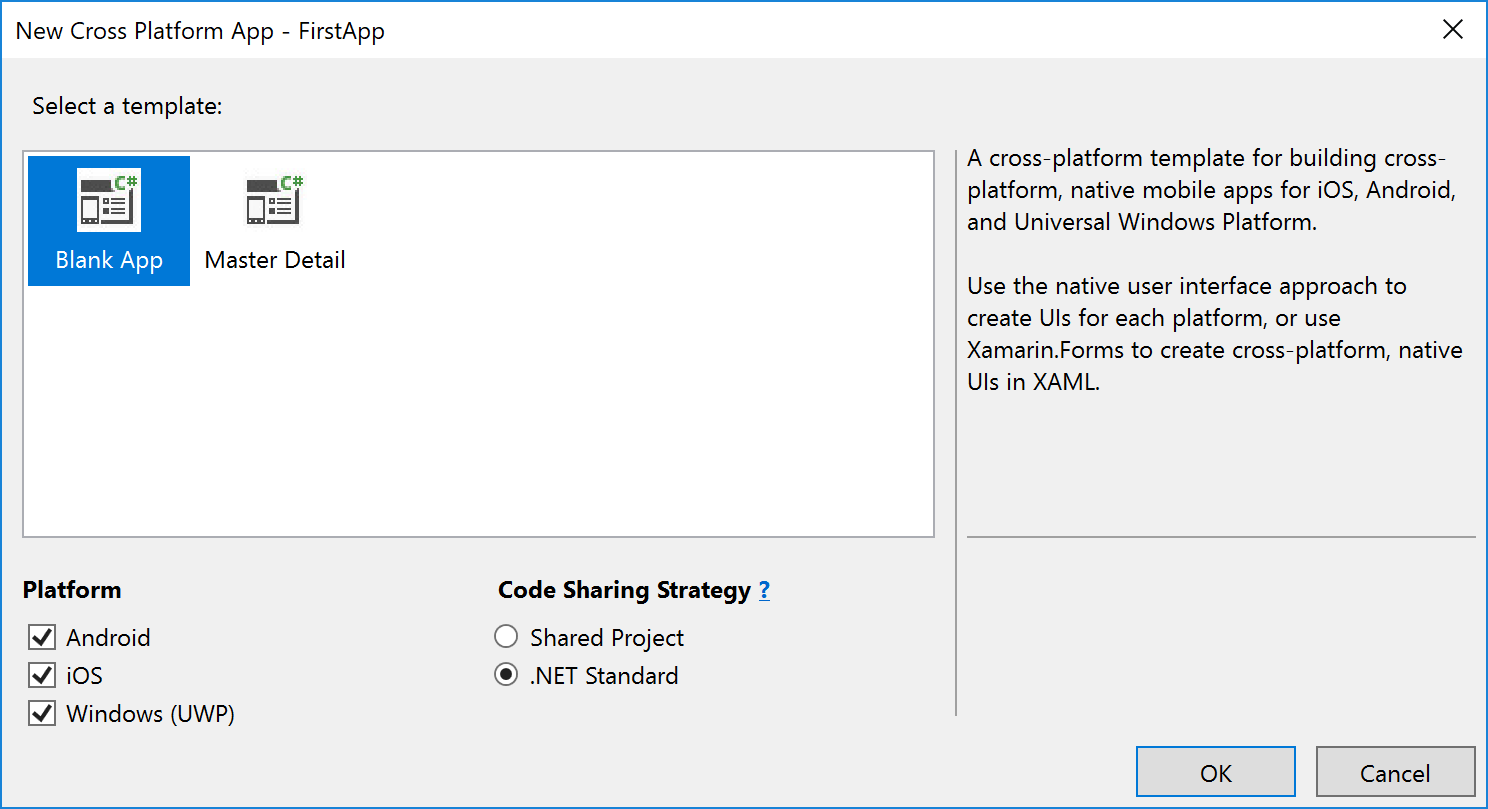 New Cross Platform App - FirstApp
Select a template:
C#
Blank App
C#
Master Detail
A cross-platform template for building cross-
platform, native mobile apps for iOS, Android,
and Universal Windows Platform.
Use the native user interface approach to
create UIs for each platform, or use
Xamarin.Forms to create cross-platform, native
UIs in XAML.
Platform
Android
iOS
Windows (UWP)
Code Sharing Strategy ?
Shared Project
.NET Standard
OK
Cancel